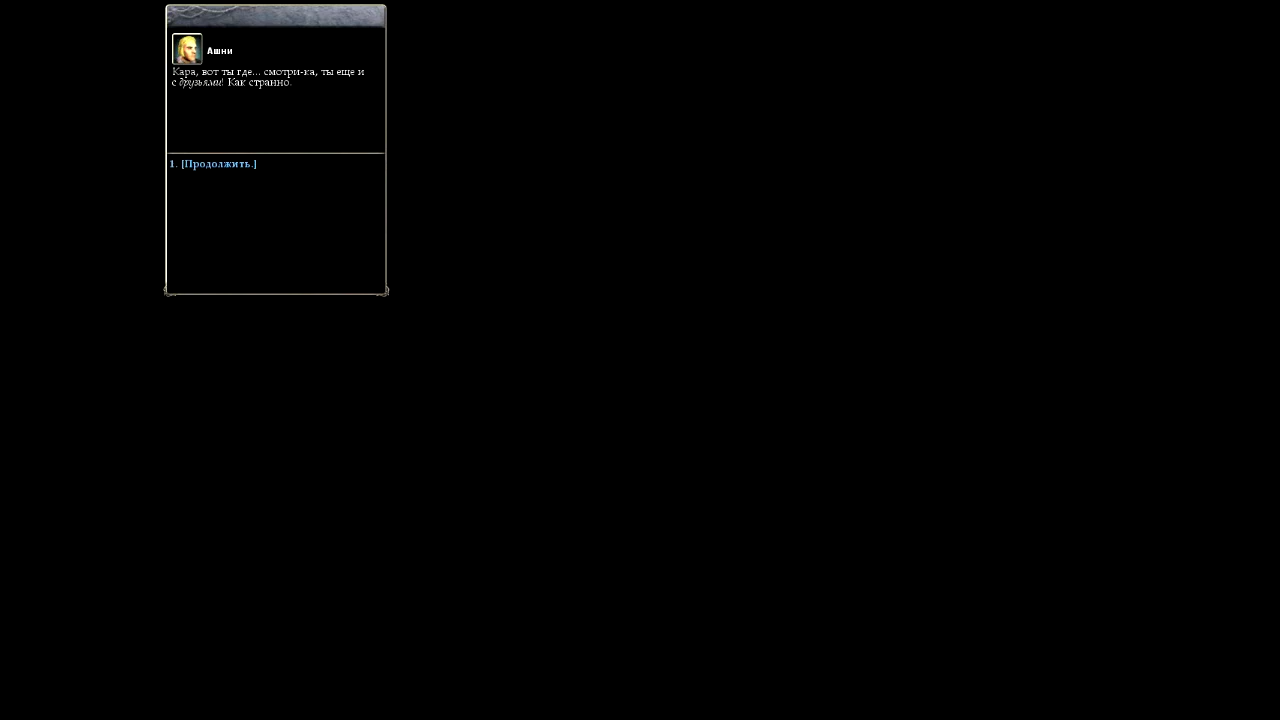 Ашни
Кара, вот ты где... смотри-ка, ты еще и
с друзьями! Как странно.
1. [Продолжить.]